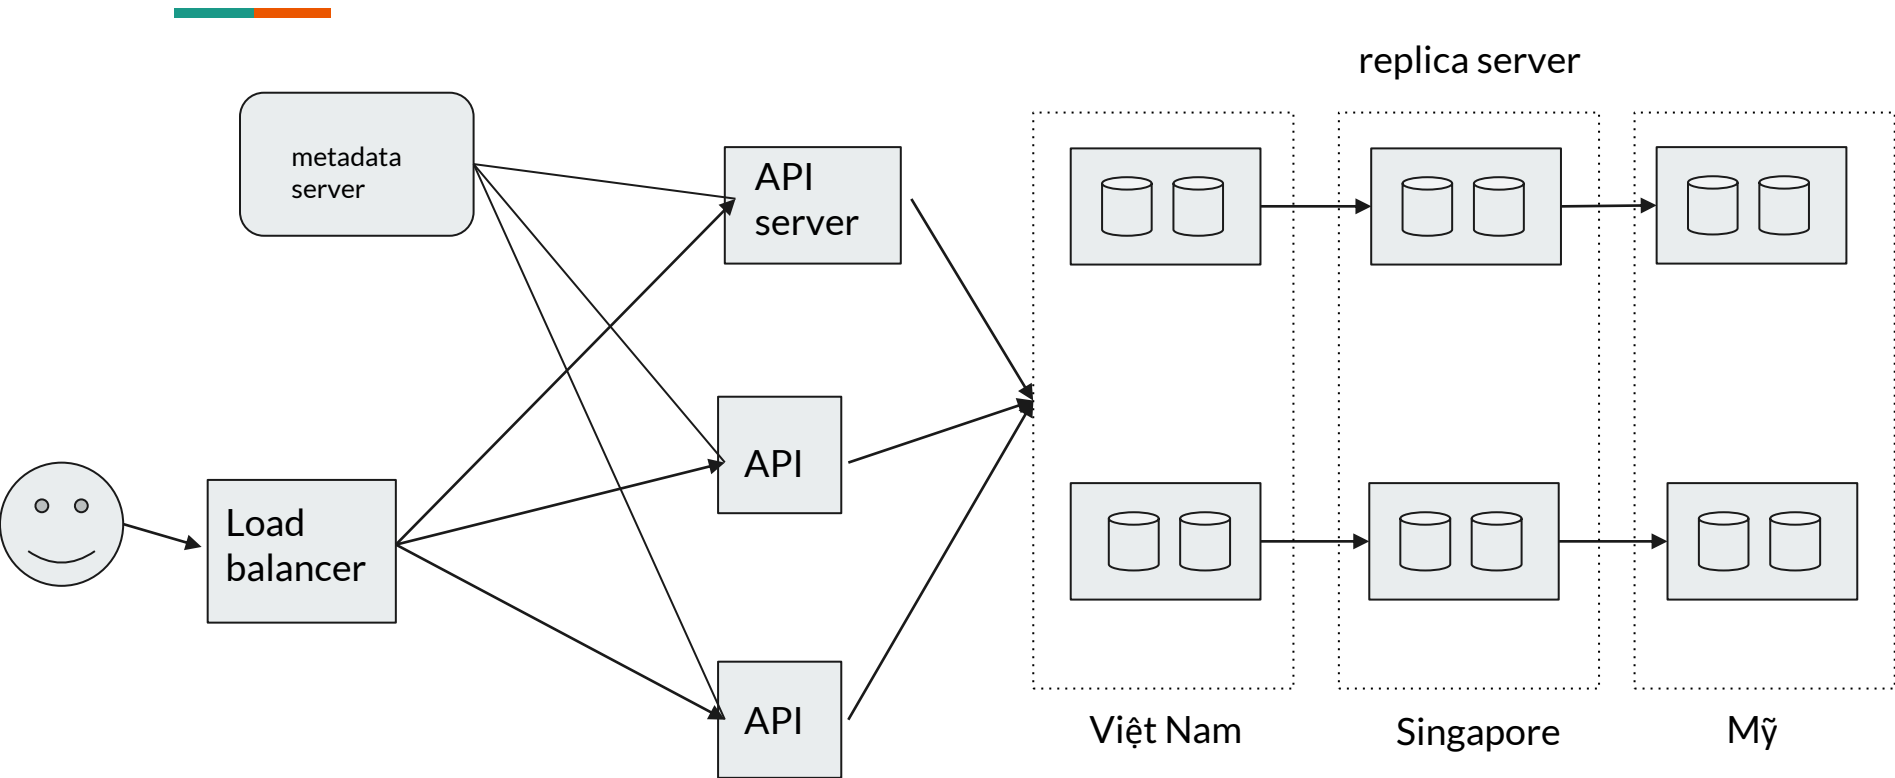 replica server
metadata
server
API
server
API
Load
balancer
API
Việt Nam
Singapore
Mỹ